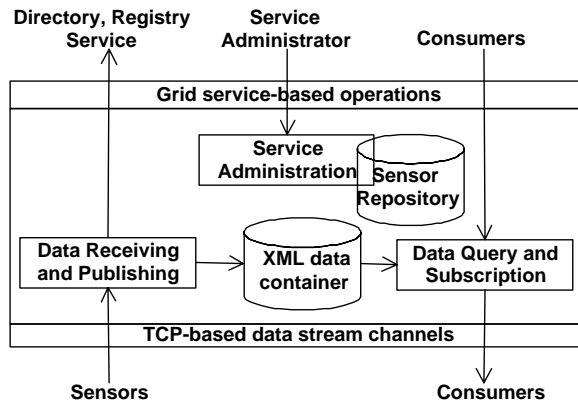 Directory, Registry
Service
Service
Administrator
Consumers
Grid service-based operations
Service
Administration
Sensor
Repository
Data Receiving
and Publishing
XML data
container
Data Query and
Subscription
TCP-based data stream channels
Sensors
Consumers